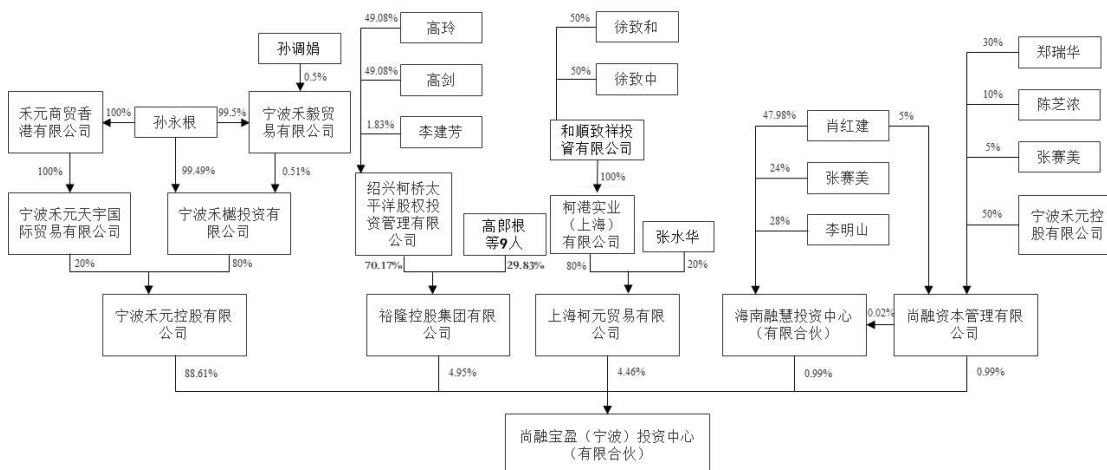 49.08%
高玲
50%
徐致和
孙调娟
0.5%
49.08%
高剑
50%
徐致中
30%
郑瑞华
10%
陈芝浓
禾元商贸香
港有限公司
100%
孙永根
99.5%
宁波禾毅贸
易有限公司
1.83%
李建芳
和順致祥投
資有限公司
47.98%
肖红建
5%
5%
张赛美
100%
99.49%
0.51%
100%
24%
张赛美
宁波禾元天宇国
际贸易有限公司
宁波禾樾投资有
限公司
绍兴柯桥太
平洋股权投
资管理有限
公司
高郎根
等9人
柯港实业
（上海）
有限公司
张水华
28%
李明山
50%
宁波禾元控
股有限公司
20%
80%
70.17%
29.83%
80%
20%
宁波禾元控股有限
公司
裕隆控股集团有限
公司
上海柯元贸易有限
公司
海南融慧投资中心
（有限合伙）
0.02%
尚融资本管理有限
公司
88.61%
4.95%
4.46%
0.99%
0.99%
尚融宝盈（宁波）投资中心
（有限合伙）